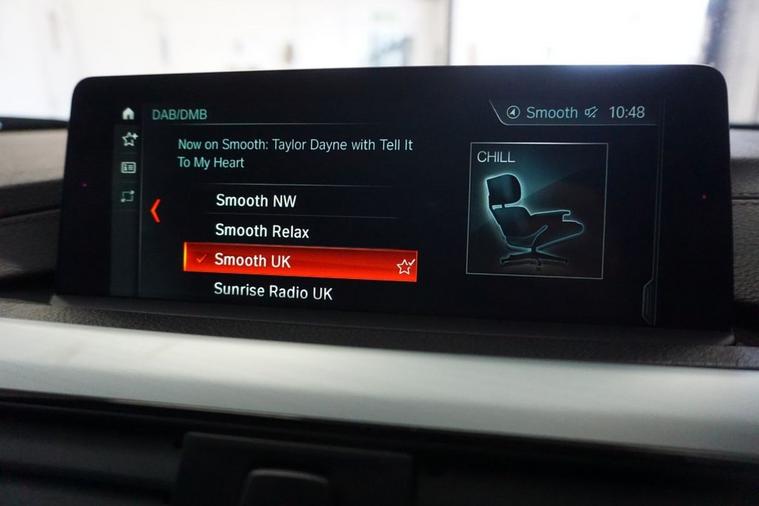 DAB/DMB
Smooth 10:48
Now on Smooth: Taylor Dayne with Tell It
To My Heart
CHILL
Smooth NW
Smooth Relax
Smooth UK
Sunrise Radio UK